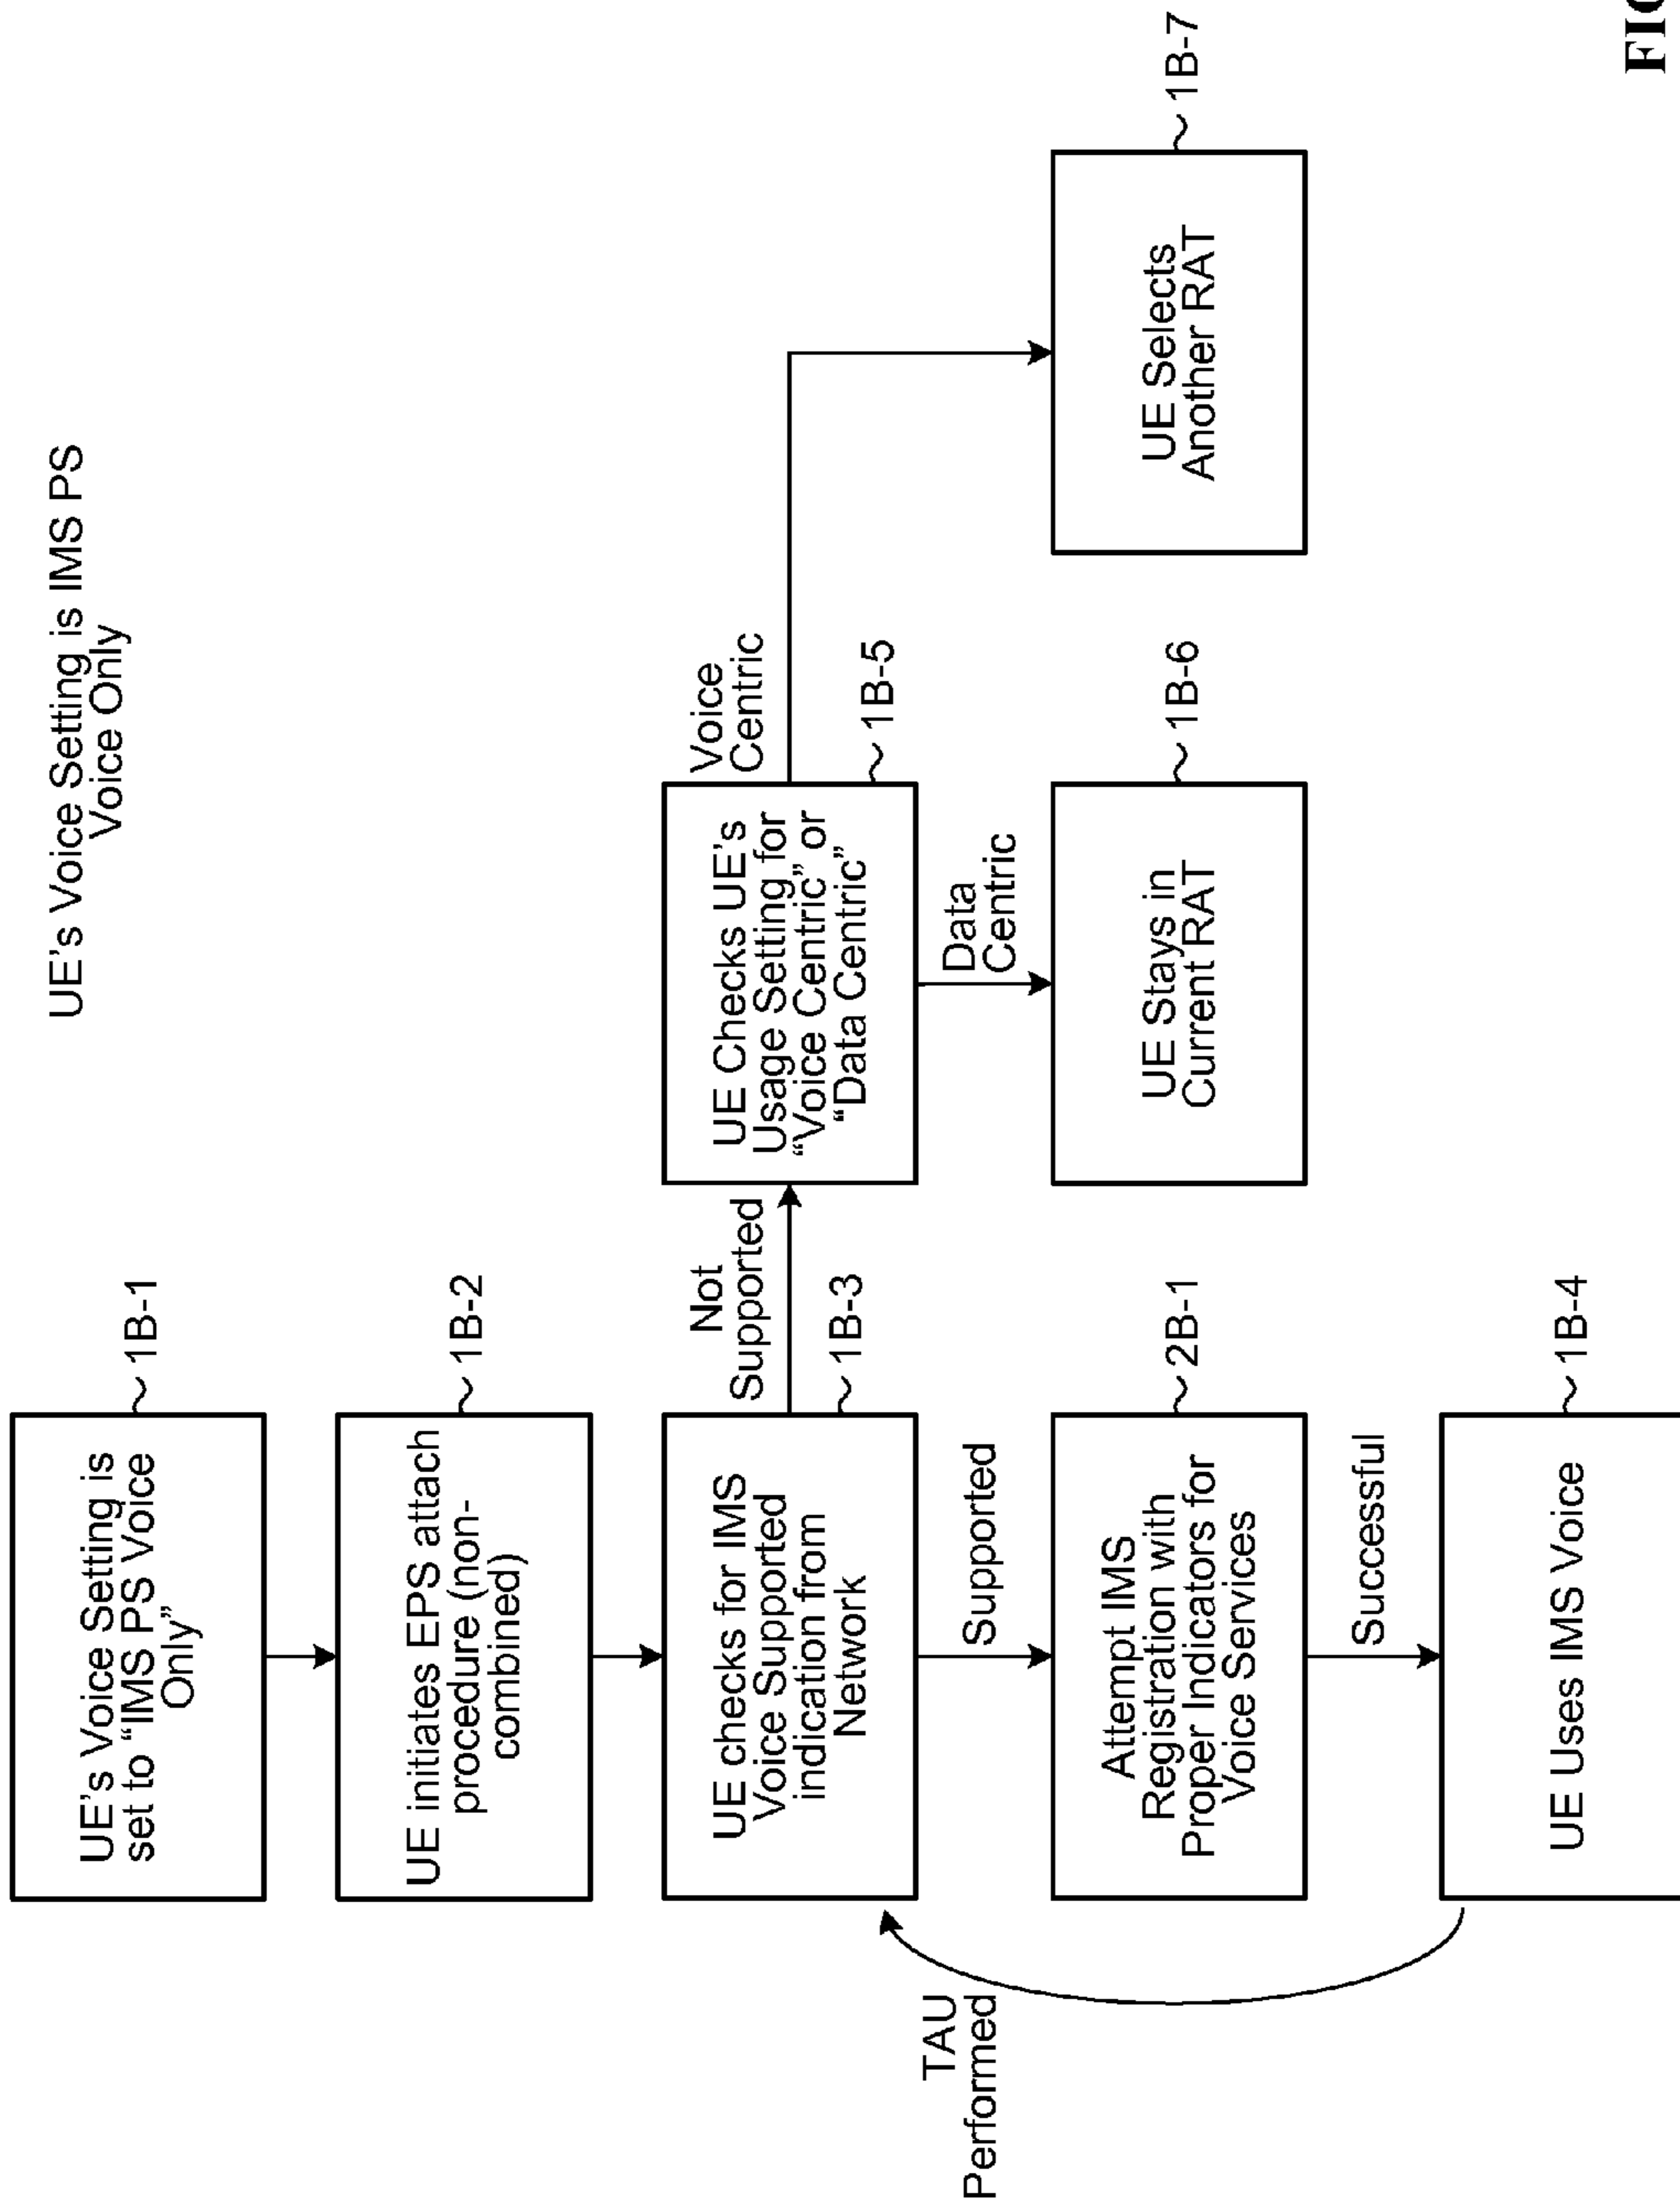 UE's Voice Setting is IMS PS
Voice Only
UE's Voice Setting is
set to “IMS PS Voice
Only”
1B-1
UE initiates EPS attach
procedure (non-
combined)
1B-2
UE checks for IMS
Voice Supported
indication from
Network
1B-3
Not
Supported
UE Checks UE's
Usage Setting for
“Voice Centric” or
“Data Centric”
1B-5
Voice
Centric
Data
Centric
Supported
Attempt IMS
Registration with
Proper Indicators for
Voice Services
2B-1
UE Stays in
Current RAT
1B-6
UE Selects
Another RAT
1B-7
Successful
TAU
Performed
UE Uses IMS Voice
1B-4